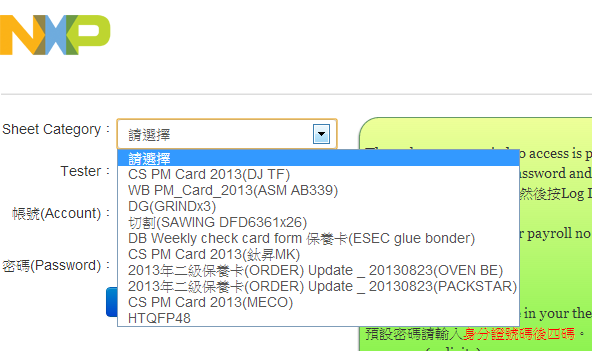 NXP
Sheet Category：
請選擇
請選擇
CS PM Card 2013(DJ TF)
WB PM_Card_2013(ASM AB339)
DG(GRINDx3)
切割(SAWING DFD6361x26)
DB Weekly check card form 保養卡(ESEC glue bonder)
CS PM Card 2013(鈦昇MK)
2013年二級保養卡(ORDER) Update _ 20130823(OVEN BE)
2013年二級保養卡(ORDER) Update _ 20130823(PACKSTAR)
CS PM Card 2013(MECO)
HTQFP48
Tester：
帳號(Account)：
密碼(Password)：
to access is p
ssword and
然後按Log I
payroll no
in your the
預設密碼請輸入身分證號碼後四碼。